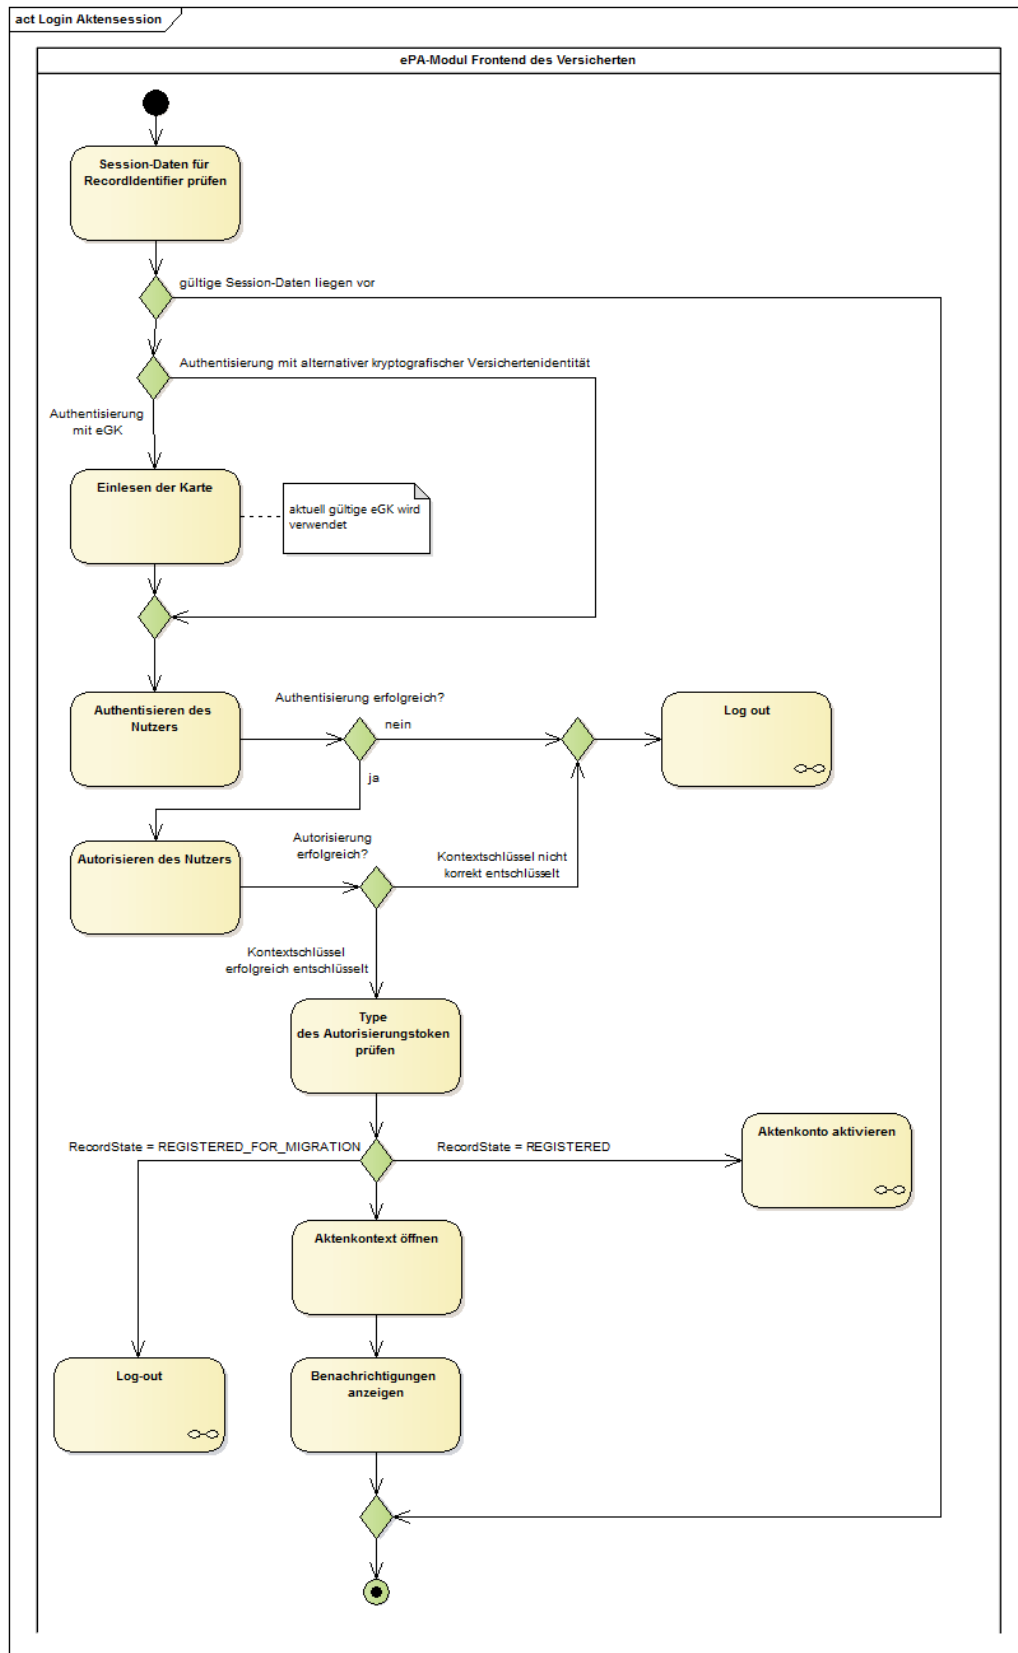 act Login Aktensession
ePA-Modul Frontend des Versicherten
Session-Daten für
RecordIdentifier prüfen
gültige Session-Daten liegen vor
Authentisierung mit alternativer kryptografischer Versichertenidentität
Authentisierung
mit eGK
Einlesen der Karte
aktuell gültige eGK wird
verwendet
Authentisieren des
Nutzers
Authentisierung erfolgreich?
nein
Log out
ja
Autorisieren des Nutzers
Autorisierung
erfolgreich?
Kontextschlüssel nicht
korrekt entschlüsselt
Kontextschlüssel
erfolgreich entschlüsselt
Type
des Autorisierungstoken
prüfen
RecordState = REGISTERED_FOR_MIGRATION
RecordState = REGISTERED
Aktenkonto aktivieren
Aktenkontext öffnen
Log-out
Benachrichtigungen
anzeigen